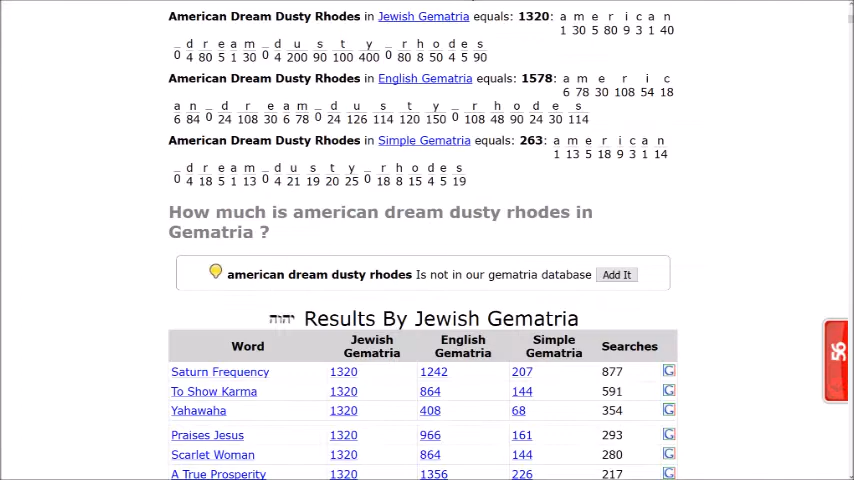 American Dream Dusty Rhodes in Jewish Gematria equals: 1320: a m e r i c a n
1 30 5 80 9 3 1 40
_ d r e a m _ d u s t y _ r h o d e s
0 4 80 5 1 30 0 4 200 90 100 400 0 80 8 50 4 5 90
American Dream Dusty Rhodes in English Gematria equals: 1578: a m e r i c
6 78 30 108 54 18
a n _ d r e a m _ d u s t y _ r h o d e s
6 84 0 24 108 30 6 78 0 24 126 114 120 150 0 108 48 90 24 30 114
American Dream Dusty Rhodes in Simple Gematria equals: 263: a m e r i c a n
1 13 5 18 9 3 1 14
_ d r e a m _ d u s t y _ r h o d e s
0 4 18 5 1 13 0 4 21 19 20 25 0 18 8 15 4 5 19
How much is american dream dusty rhodes in
Gematria ?
american dream dusty rhodes Is not in our gematria database Add It
יהוה Results By Jewish Gematria
Word Jewish Gematria English Gematria Simple Gematria Searches
Saturn Frequency 1320 1242 207 877 G
To Show Karma 1320 864 144 591 G
Yahawaha 1320 408 68 354 G
Praises Jesus 1320 966 161 293 G
Scarlet Woman 1320 864 144 280 G
A True Prosperity 1320 1356 226 217 G
56